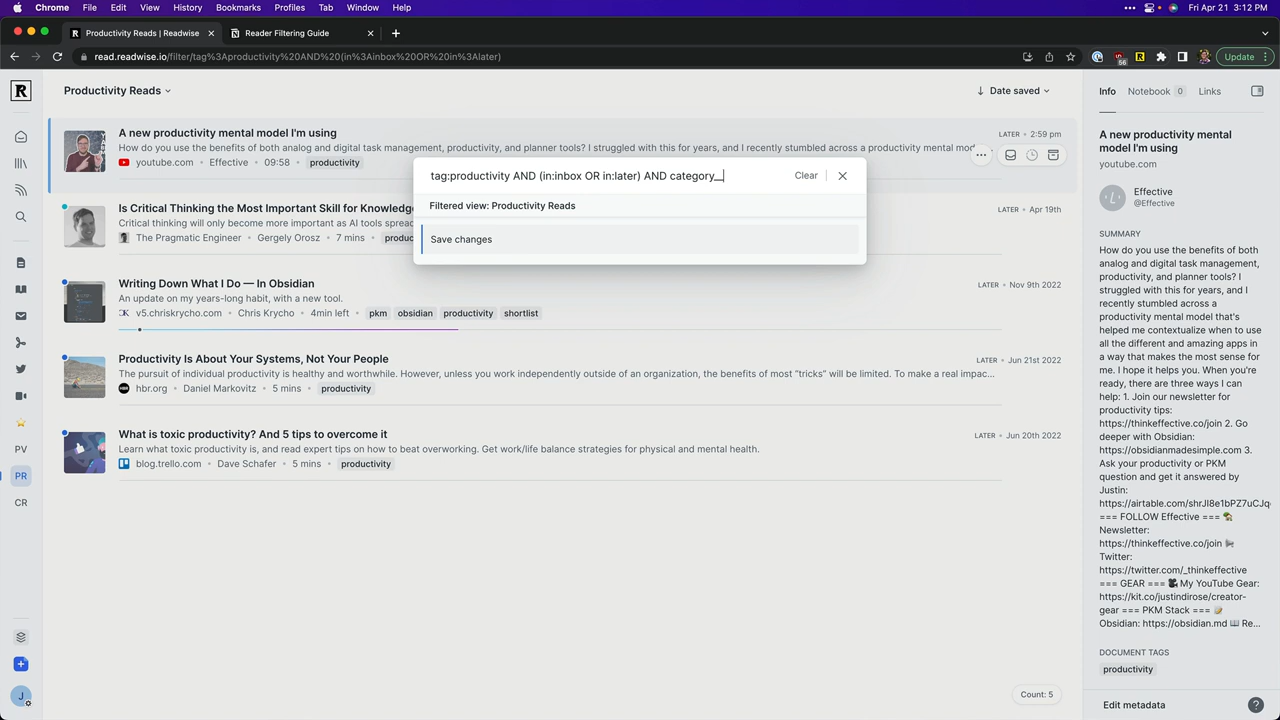 Chrome File Edit View History Bookmarks Profiles Tab Window Help Fri Apr 21 3:12 PM
Productivity Reads | Readwise Reader Filtering Guide
read.readwise.io/filter/tag%3Aproductivity%20AND%20(in%3Ainbox%20OR%20in%3Alater) 56 Update
R
Productivity Reads
Date saved
A new productivity mental model I'm using
LATER • 2:59 pm
How do you use the benefits of both analog and digital task management, productivity, and planner tools? I struggled with this for years, and I recently stumbled across a productivity mental mod...
youtube.com • Effective • 09:58 • productivity
tag:productivity AND (in:inbox OR in:later) AND category__
Clear
Filtered view: Productivity Reads
Save changes
Is Critical Thinking the Most Important Skill for Knowledg
LATER • Apr 19th
Critical thinking will only become more important as AI tools spread
The Pragmatic Engineer • Gergely Orosz • 7 mins • produc
Writing Down What I Do — In Obsidian
LATER • Nov 9th 2022
An update on my years-long habit, with a new tool.
v5.chriskrycho.com • Chris Krycho • 4min left • pkm obsidian productivity shortlist
Productivity Is About Your Systems, Not Your People
LATER • Jun 21st 2022
The pursuit of individual productivity is healthy and worthwhile. However, unless you work independently outside of an organization, the benefits of most “tricks” will be limited. To make a real impac...
hbr.org • Daniel Markovitz • 5 mins • productivity
What is toxic productivity? And 5 tips to overcome it
LATER • Jun 20th 2022
Learn what toxic productivity is, and read expert tips on how to beat overworking. Get work/life balance strategies for physical and mental health.
blog.trello.com • Dave Schafer • 5 mins • productivity
PV
PR
CR
J
Count: 5
Info Notebook 0 Links
A new productivity mental
model I'm using
youtube.com
Effective
@Effective
SUMMARY
How do you use the benefits of both
analog and digital task management,
productivity, and planner tools? I
struggled with this for years, and I
recently stumbled across a
productivity mental model that's
helped me contextualize when to use
all the different and amazing apps in
a way that makes the most sense for
me. I hope it helps you. When you're
ready, there are three ways I can
help: 1. Join our newsletter for
productivity tips:
https://thinkeffective.co/join 2. Go
deeper with Obsidian:
https://obsidianmadesimple.com 3.
Ask your productivity or PKM
question and get it answered by
Justin:
https://airtable.com/shrJI8e1bPZ7uCJq
=== FOLLOW Effective === 🏡
Newsletter:
https://thinkeffective.co/join 🐦
Twitter:
https://twitter.com/_thinkeffective
=== GEAR === 🎥 My YouTube Gear:
https://kit.co/justindirose/creator-
gear === PKM Stack === 📝
Obsidian: https://obsidian.md 📖 Re...
DOCUMENT TAGS
productivity
Edit metadata
?